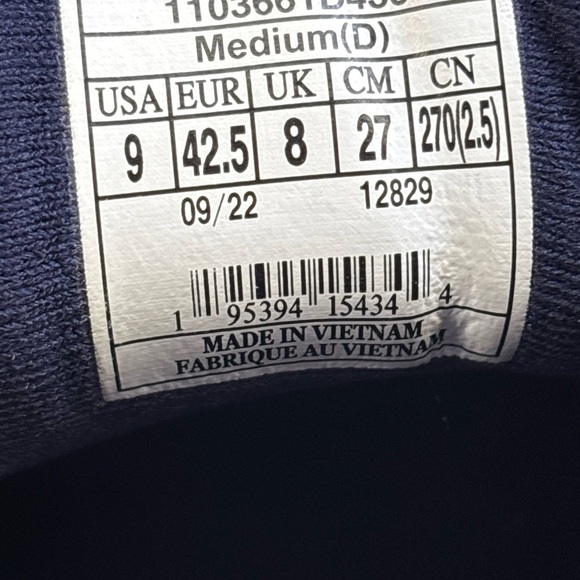 Medium(D)
USA EUR UK CM CN
9 42.5 8 27 270(2.5)
09/22 12829
1 95394 15434 4
MADE IN VIETNAM
FABRIQUE AU VIETNAM